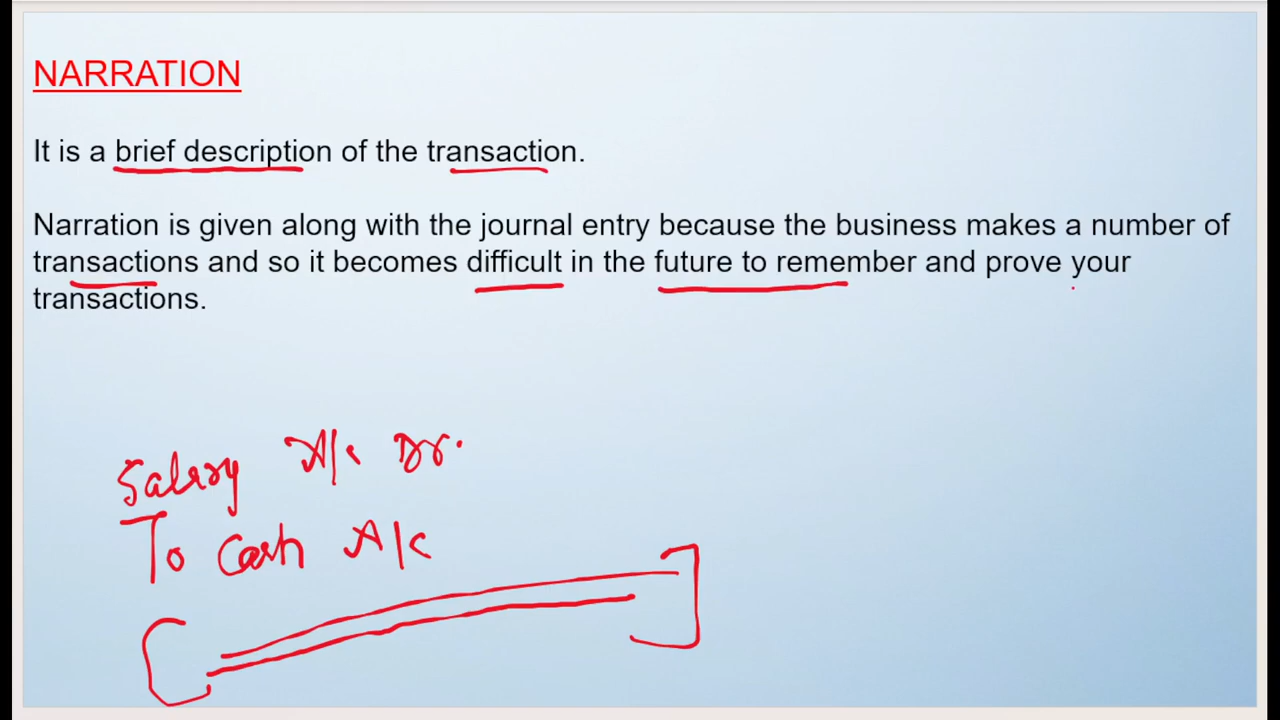 NARRATION
It is a brief description of the transaction.
Narration is given along with the journal entry because the business makes a number of
transactions and so it becomes difficult in the future to remember and prove your
transactions.
Salary A/c Dr.
To Cash A/c